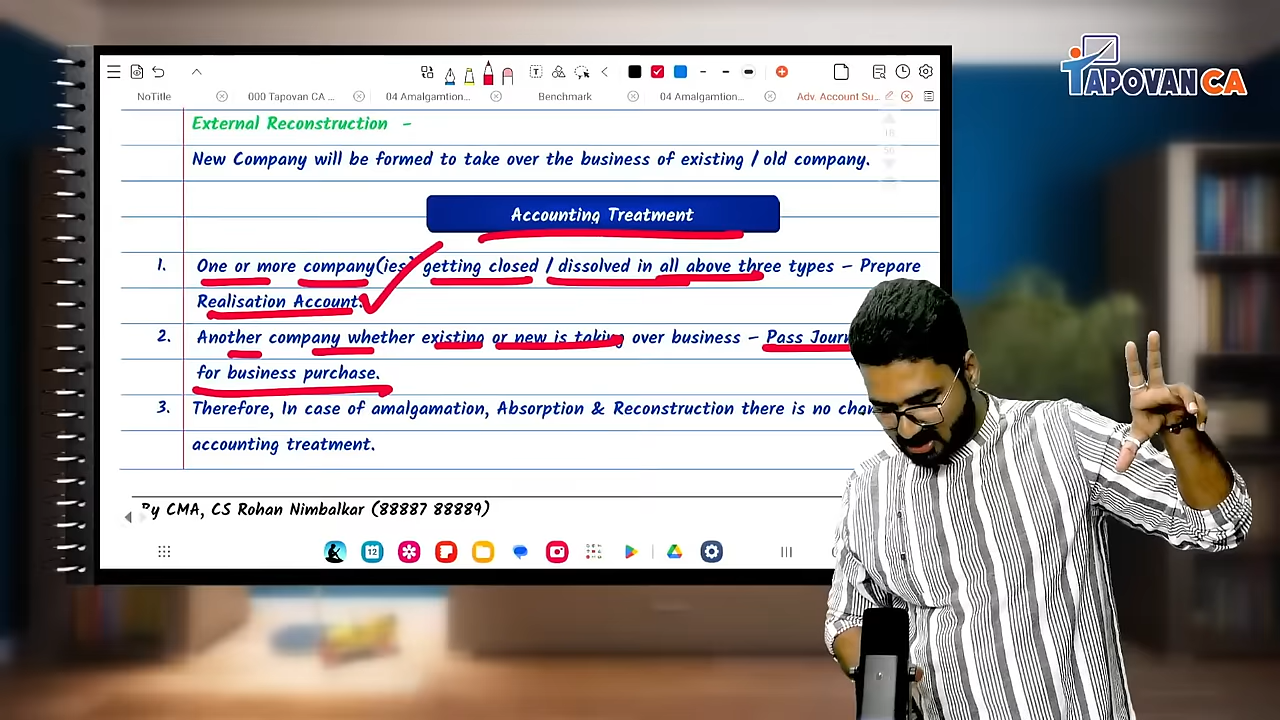 TAPOVAN CA
NoTitle
000 Tapovan CA ...
04 Amalgamtion...
Benchmark
04 Amalgamtion...
Adv. Account Su...
External Reconstruction -
New Company will be formed to take over the business of existing / old company.
18
56
Accounting Treatment
1. One or more company(ies) getting closed / dissolved in all above three types – Prepare
Realisation Account.
2. Another company whether existing or new is taking over business – Pass
for business purchase.
3. Therefore, In case of amalgamation, Absorption & Reconstruction there is no
accounting treatment.
By CMA, CS Rohan Nimbalkar (88887 88889)
12